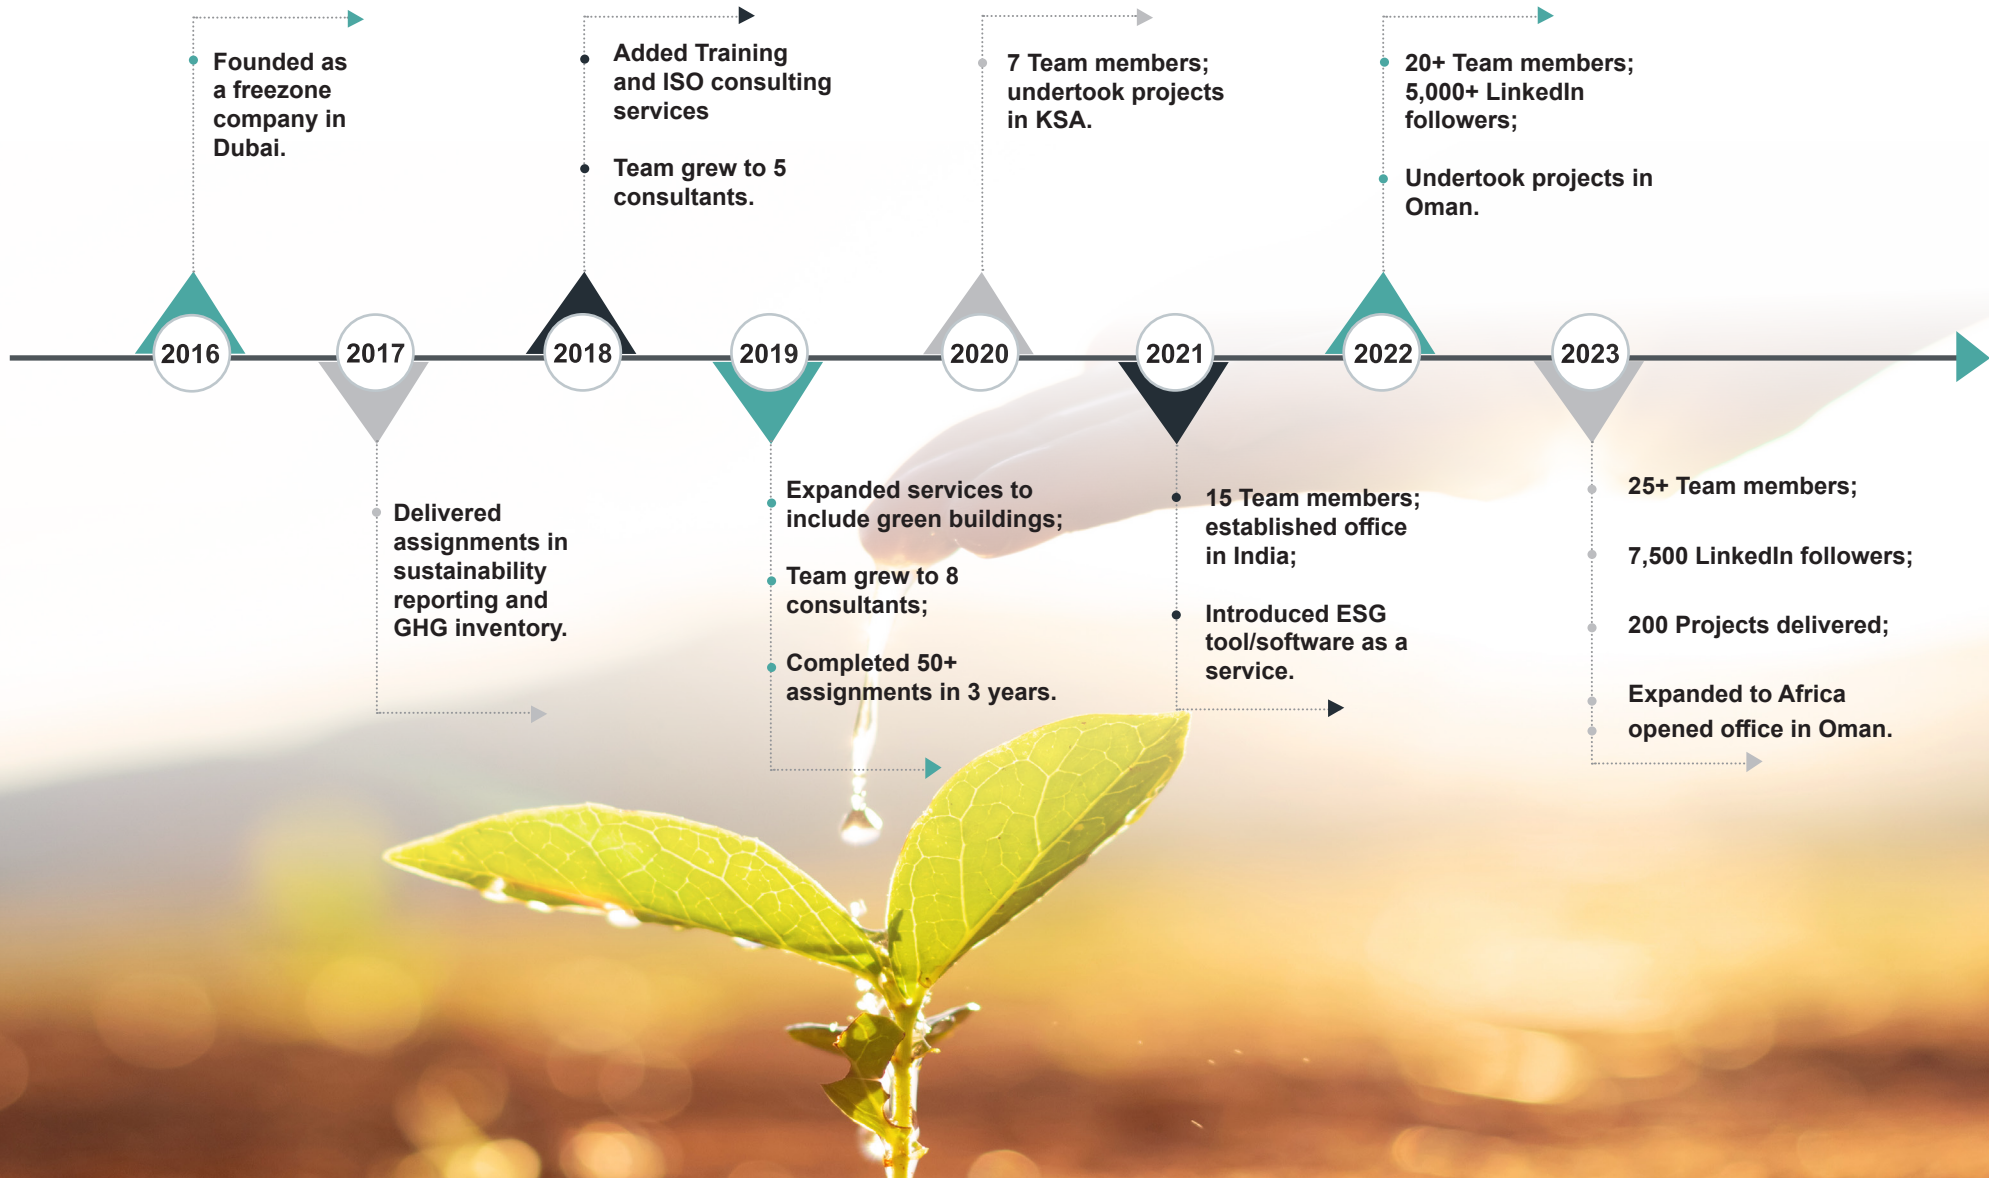 Founded as
a freezone
company in
Dubai.
Added Training
and ISO consulting
services
Team grew to 5
consultants.
7 Team members;
undertook projects
in KSA.
20+ Team members;
5,000+ LinkedIn
followers;
Undertook projects in
Oman.
2016
2017
2018
2019
2020
2021
2022
2023
Delivered
assignments in
sustainability
reporting and
GHG inventory.
Expanded services to
include green buildings;
Team grew to 8
consultants;
Completed 50+
assignments in 3 years.
15 Team members;
established office
in India;
Introduced ESG
tool/software as a
service.
25+ Team members;
7,500 LinkedIn followers;
200 Projects delivered;
Expanded to Africa
opened office in Oman.